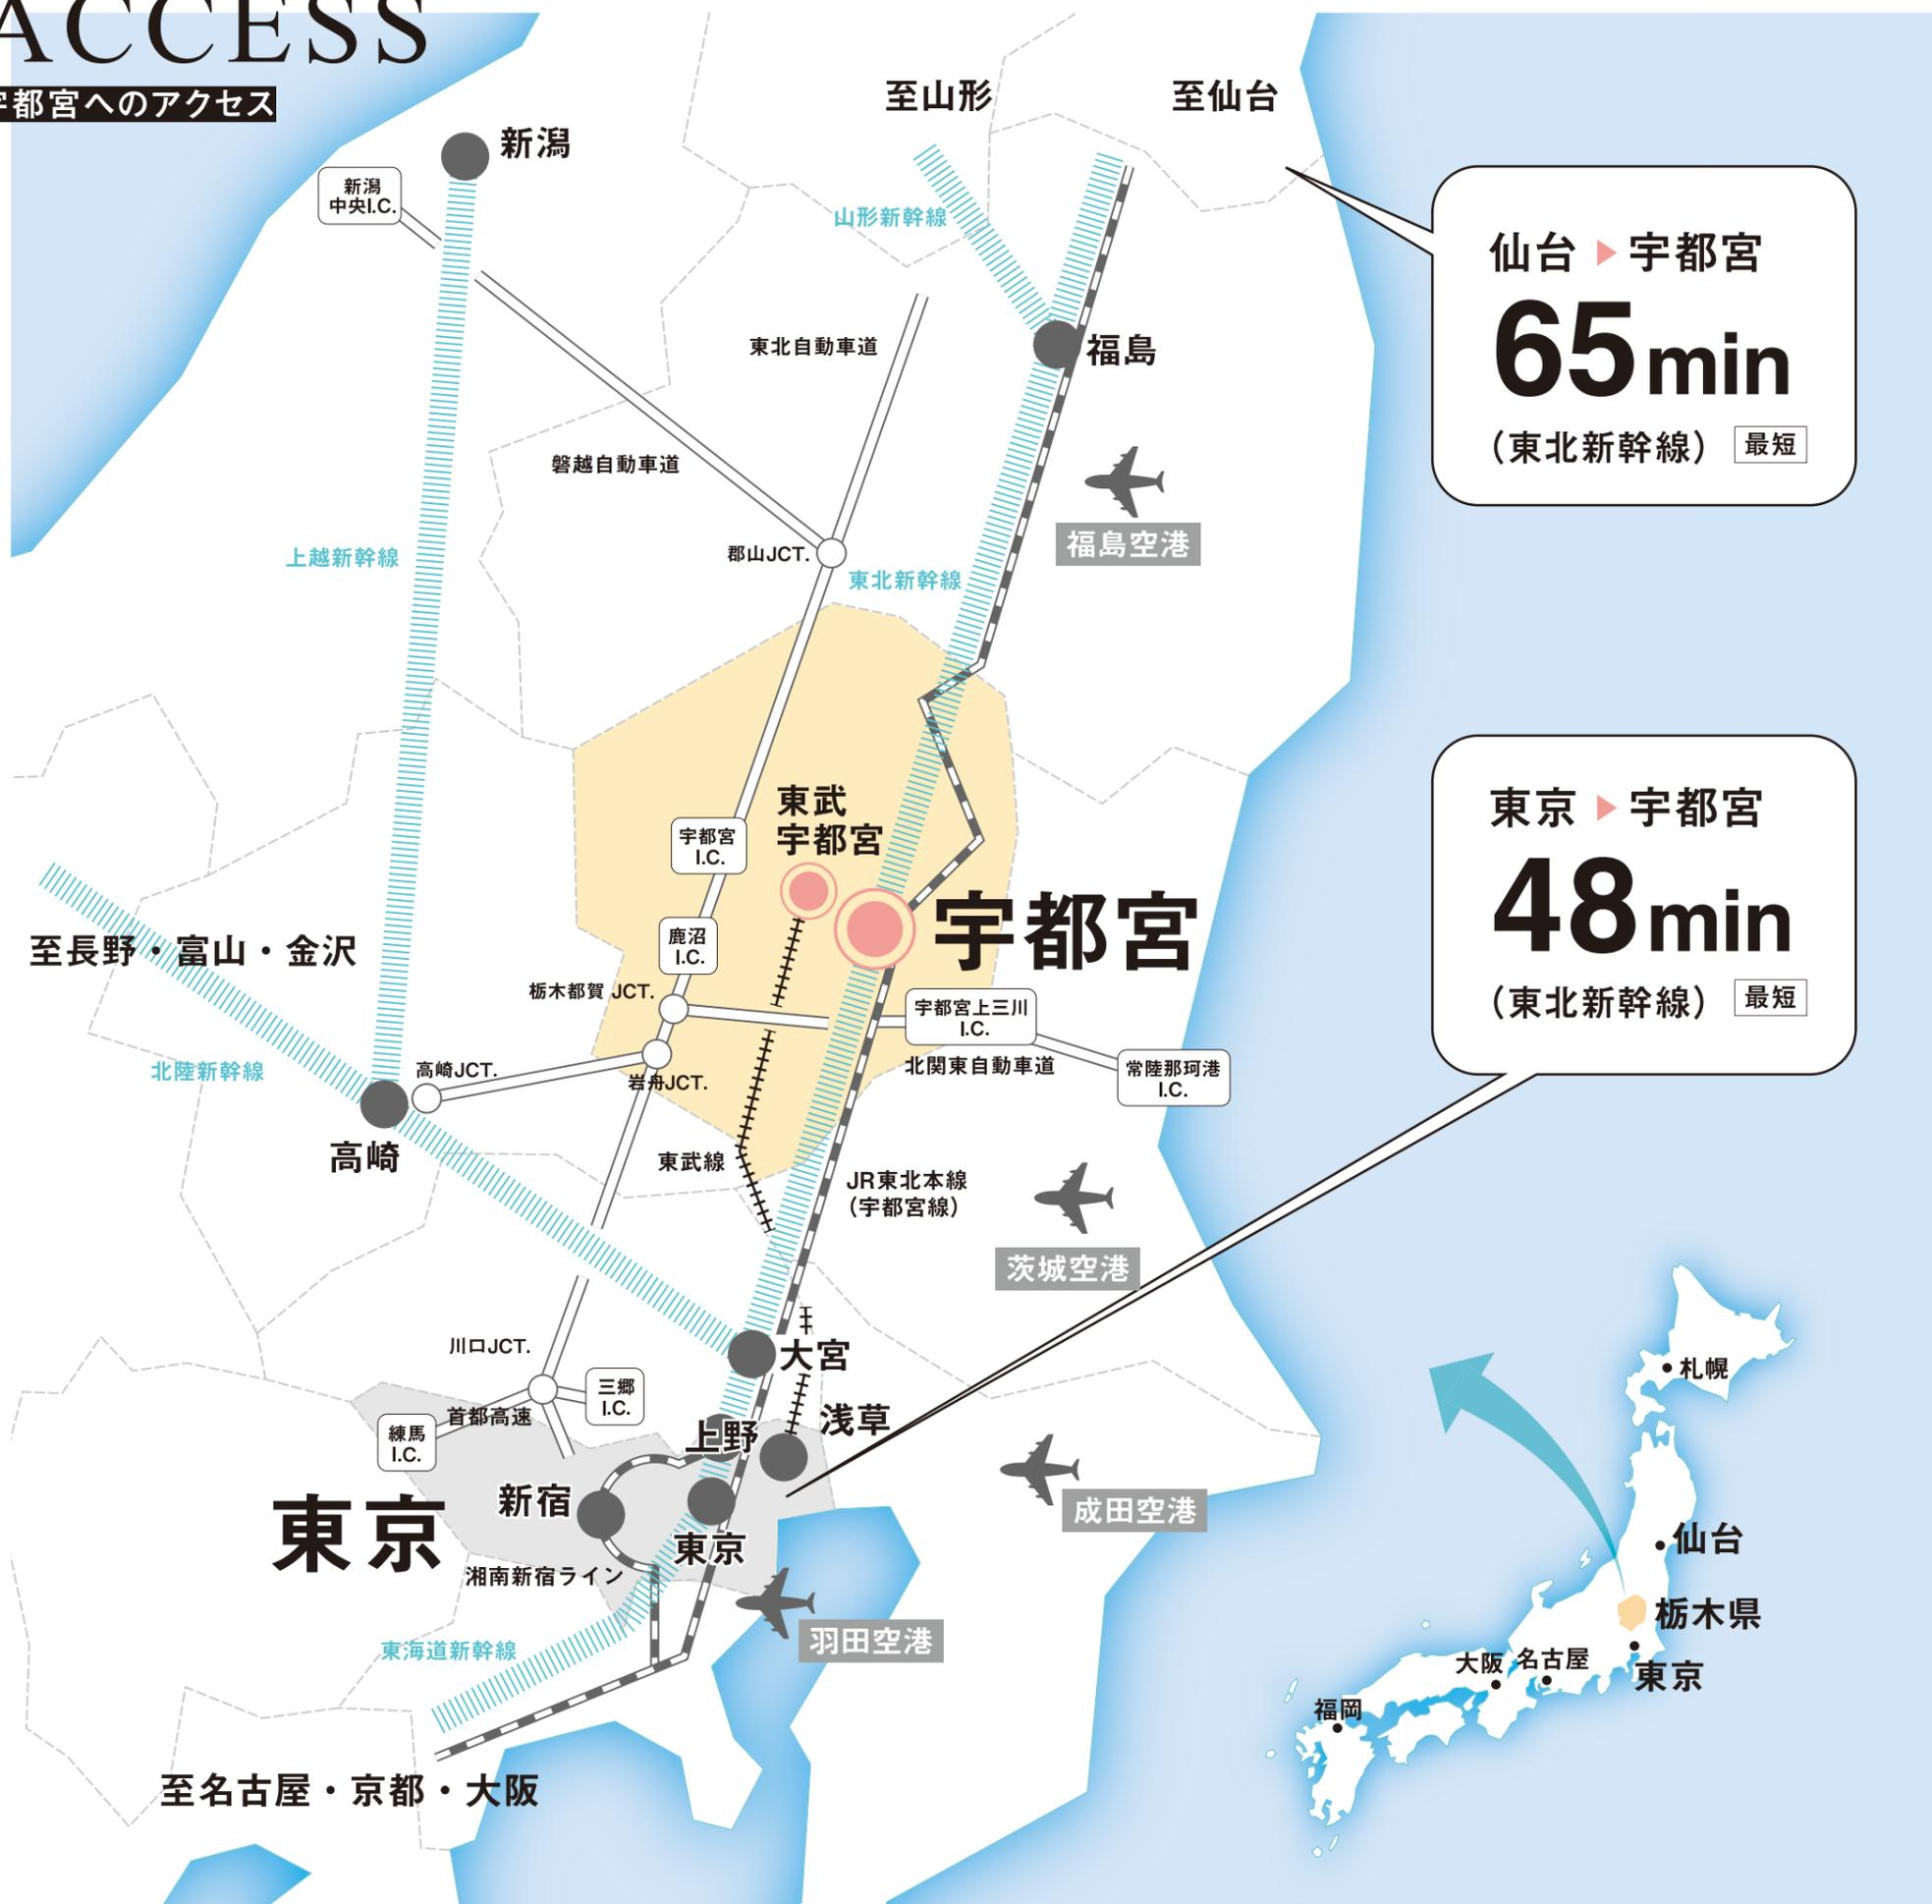 ACCESS
宇都宮へのアクセス
至山形
至仙台
新潟
新潟
中央I.C.
山形新幹線
仙台 ▶ 宇都宮
65min
（東北新幹線） 最短
東北自動車道
福島
磐越自動車道
福島空港
上越新幹線
郡山JCT.
東北新幹線
東武
宇都宮
宇都宮
I.C.
東京 ▶ 宇都宮
48min
（東北新幹線） 最短
宇都宮
至長野・富山・金沢
鹿沼
I.C.
栃木都賀 JCT.
宇都宮上三川
I.C.
北関東自動車道
常陸那珂港
I.C.
北陸新幹線
高崎JCT.
岩舟JCT.
高崎
東武線
JR東北本線
（宇都宮線）
茨城空港
川口JCT.
大宮
三郷
I.C.
首都高速
練馬
I.C.
上野
浅草
新宿
東京
東京
成田空港
湘南新宿ライン
羽田空港
東海道新幹線
至名古屋・京都・大阪
札幌
仙台
栃木県
東京
名古屋
大阪
福岡